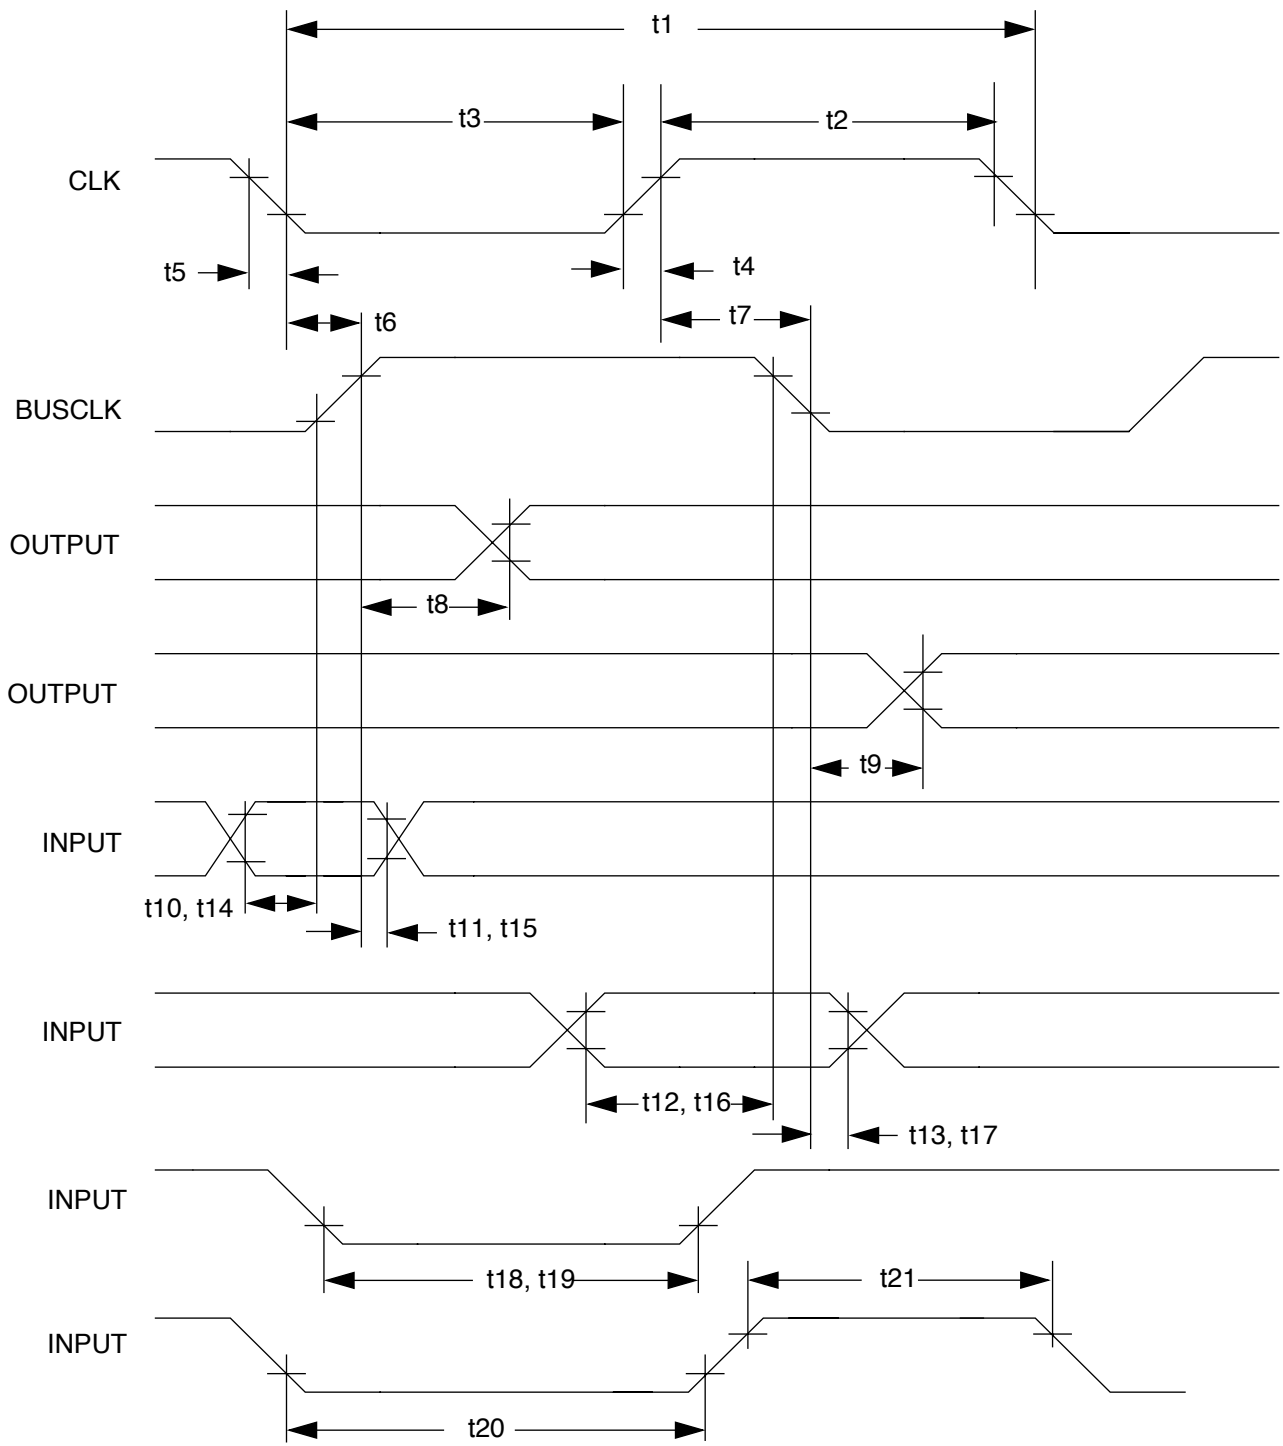 t1
t3
t2
CLK
t5
t4
t6
t7
BUSCLK
OUTPUT
t8
OUTPUT
t9
INPUT
t10, t14
t11, t15
INPUT
t12, t16
t13, t17
INPUT
t18, t19
t21
INPUT
t20